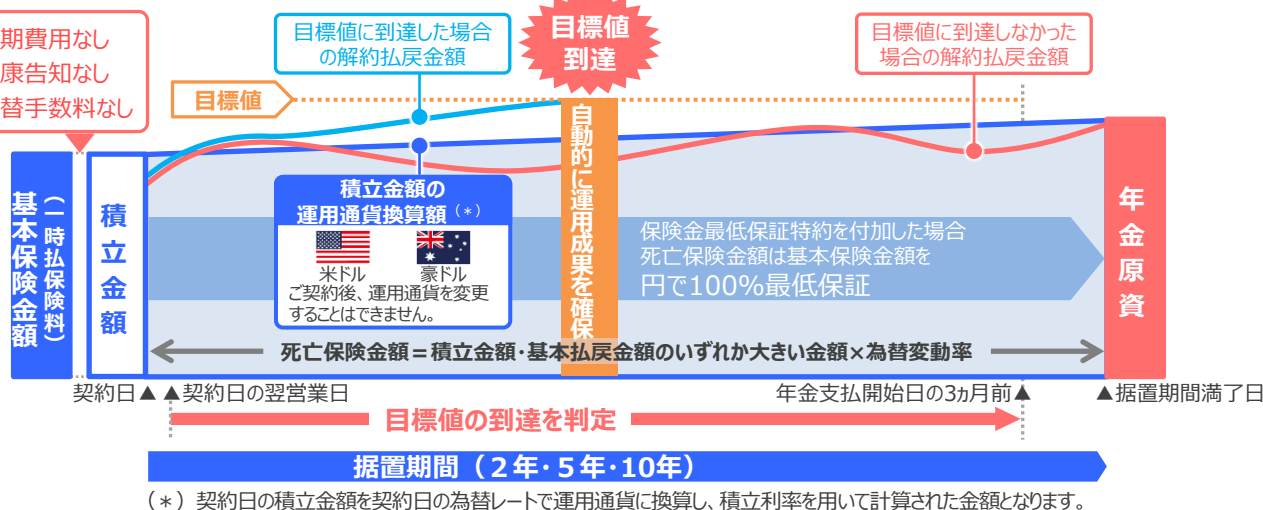 期費用なし
康告知なし
替手数料なし
目標値に到達した場合
の解約払戻金額
目標値
到達
目標値に到達しなかった
場合の解約払戻金額
目標値
基本保険金額
（一時払保険料）
積立金額
積立金額の
運用通貨換算額（*）
米ドル 豪ドル
ご契約後、運用通貨を変更
することはできません。
自動的に運用成果を確保
保険金最低保証特約を付加した場合
死亡保険金額は基本保険金額を
円で100%最低保証
年金原資
死亡保険金額＝積立金額・基本払戻金額のいずれか大きい金額×為替変動率
契約日▲ ▲契約日の翌営業日 年金支払開始日の3ヵ月前▲ ▲据置期間満了日
目標値の到達を判定
据置期間（２年・５年・10年）
（*）契約日の積立金額を契約日の為替レートで運用通貨に換算し、積立利率を用いて計算された金額となります。